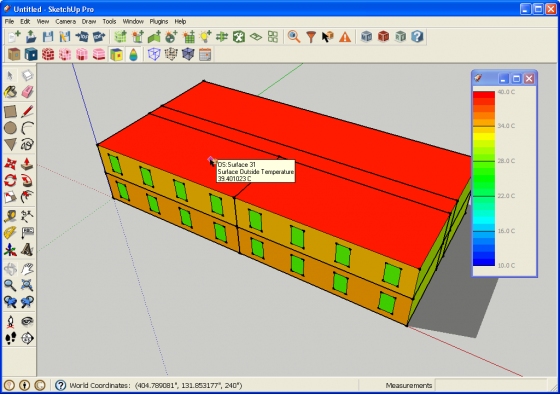 Untitled - SketchUp Pro
File Edit View Camera Draw Tools Window Plugins Help
40.0 C
34.0 C
28.0 C
22.0 C
16.0 C
10.0 C
OS:Surface 31
Surface Outside Temperature
39.401023 C
World Coordinates: (404.789081", 131.853177", 240") Measurements